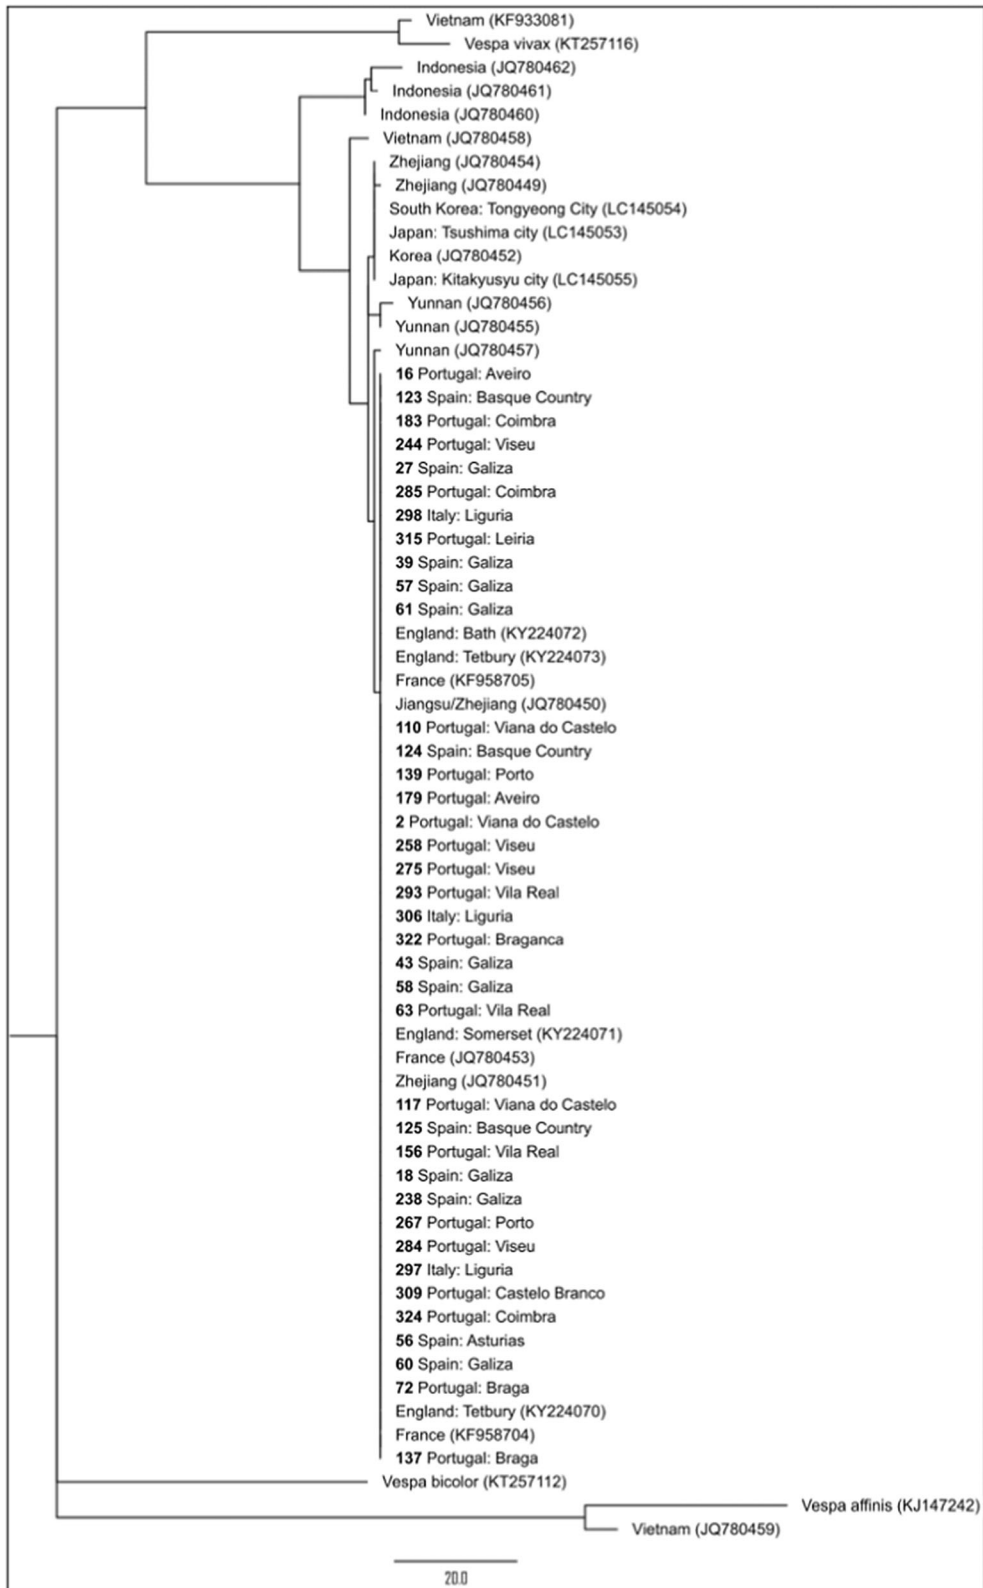 Vietnam (KF933081)
Vespa vivax (KT257116)
Indonesia (JQ780462)
Indonesia (JQ780461)
Indonesia (JQ780460)
Vietnam (JQ780458)
Zhejiang (JQ780454)
Zhejiang (JQ780449)
South Korea: Tongyeong City (LC145054)
Japan: Tsushima city (LC145053)
Korea (JQ780452)
Japan: Kitakyusyu city (LC145055)
Yunnan (JQ780456)
Yunnan (JQ780455)
Yunnan (JQ780457)
16 Portugal: Aveiro
123 Spain: Basque Country
183 Portugal: Coimbra
244 Portugal: Viseu
27 Spain: Galiza
285 Portugal: Coimbra
298 Italy: Liguria
315 Portugal: Leiria
39 Spain: Galiza
57 Spain: Galiza
61 Spain: Galiza
England: Bath (KY224072)
England: Tetbury (KY224073)
France (KF958705)
Jiangsu/Zhejiang (JQ780450)
110 Portugal: Viana do Castelo
124 Spain: Basque Country
139 Portugal: Porto
179 Portugal: Aveiro
2 Portugal: Viana do Castelo
258 Portugal: Viseu
275 Portugal: Viseu
293 Portugal: Vila Real
306 Italy: Liguria
322 Portugal: Braganca
43 Spain: Galiza
58 Spain: Galiza
63 Portugal: Vila Real
England: Somerset (KY224071)
France (JQ780453)
Zhejiang (JQ780451)
117 Portugal: Viana do Castelo
125 Spain: Basque Country
156 Portugal: Vila Real
18 Spain: Galiza
238 Spain: Galiza
267 Portugal: Porto
284 Portugal: Viseu
297 Italy: Liguria
309 Portugal: Castelo Branco
324 Portugal: Coimbra
56 Spain: Asturias
60 Spain: Galiza
72 Portugal: Braga
England: Tetbury (KY224070)
France (KF958704)
137 Portugal: Braga
Vespa bicolor (KT257112)
Vespa affinis (KJ147242)
Vietnam (JQ780459)
20.0